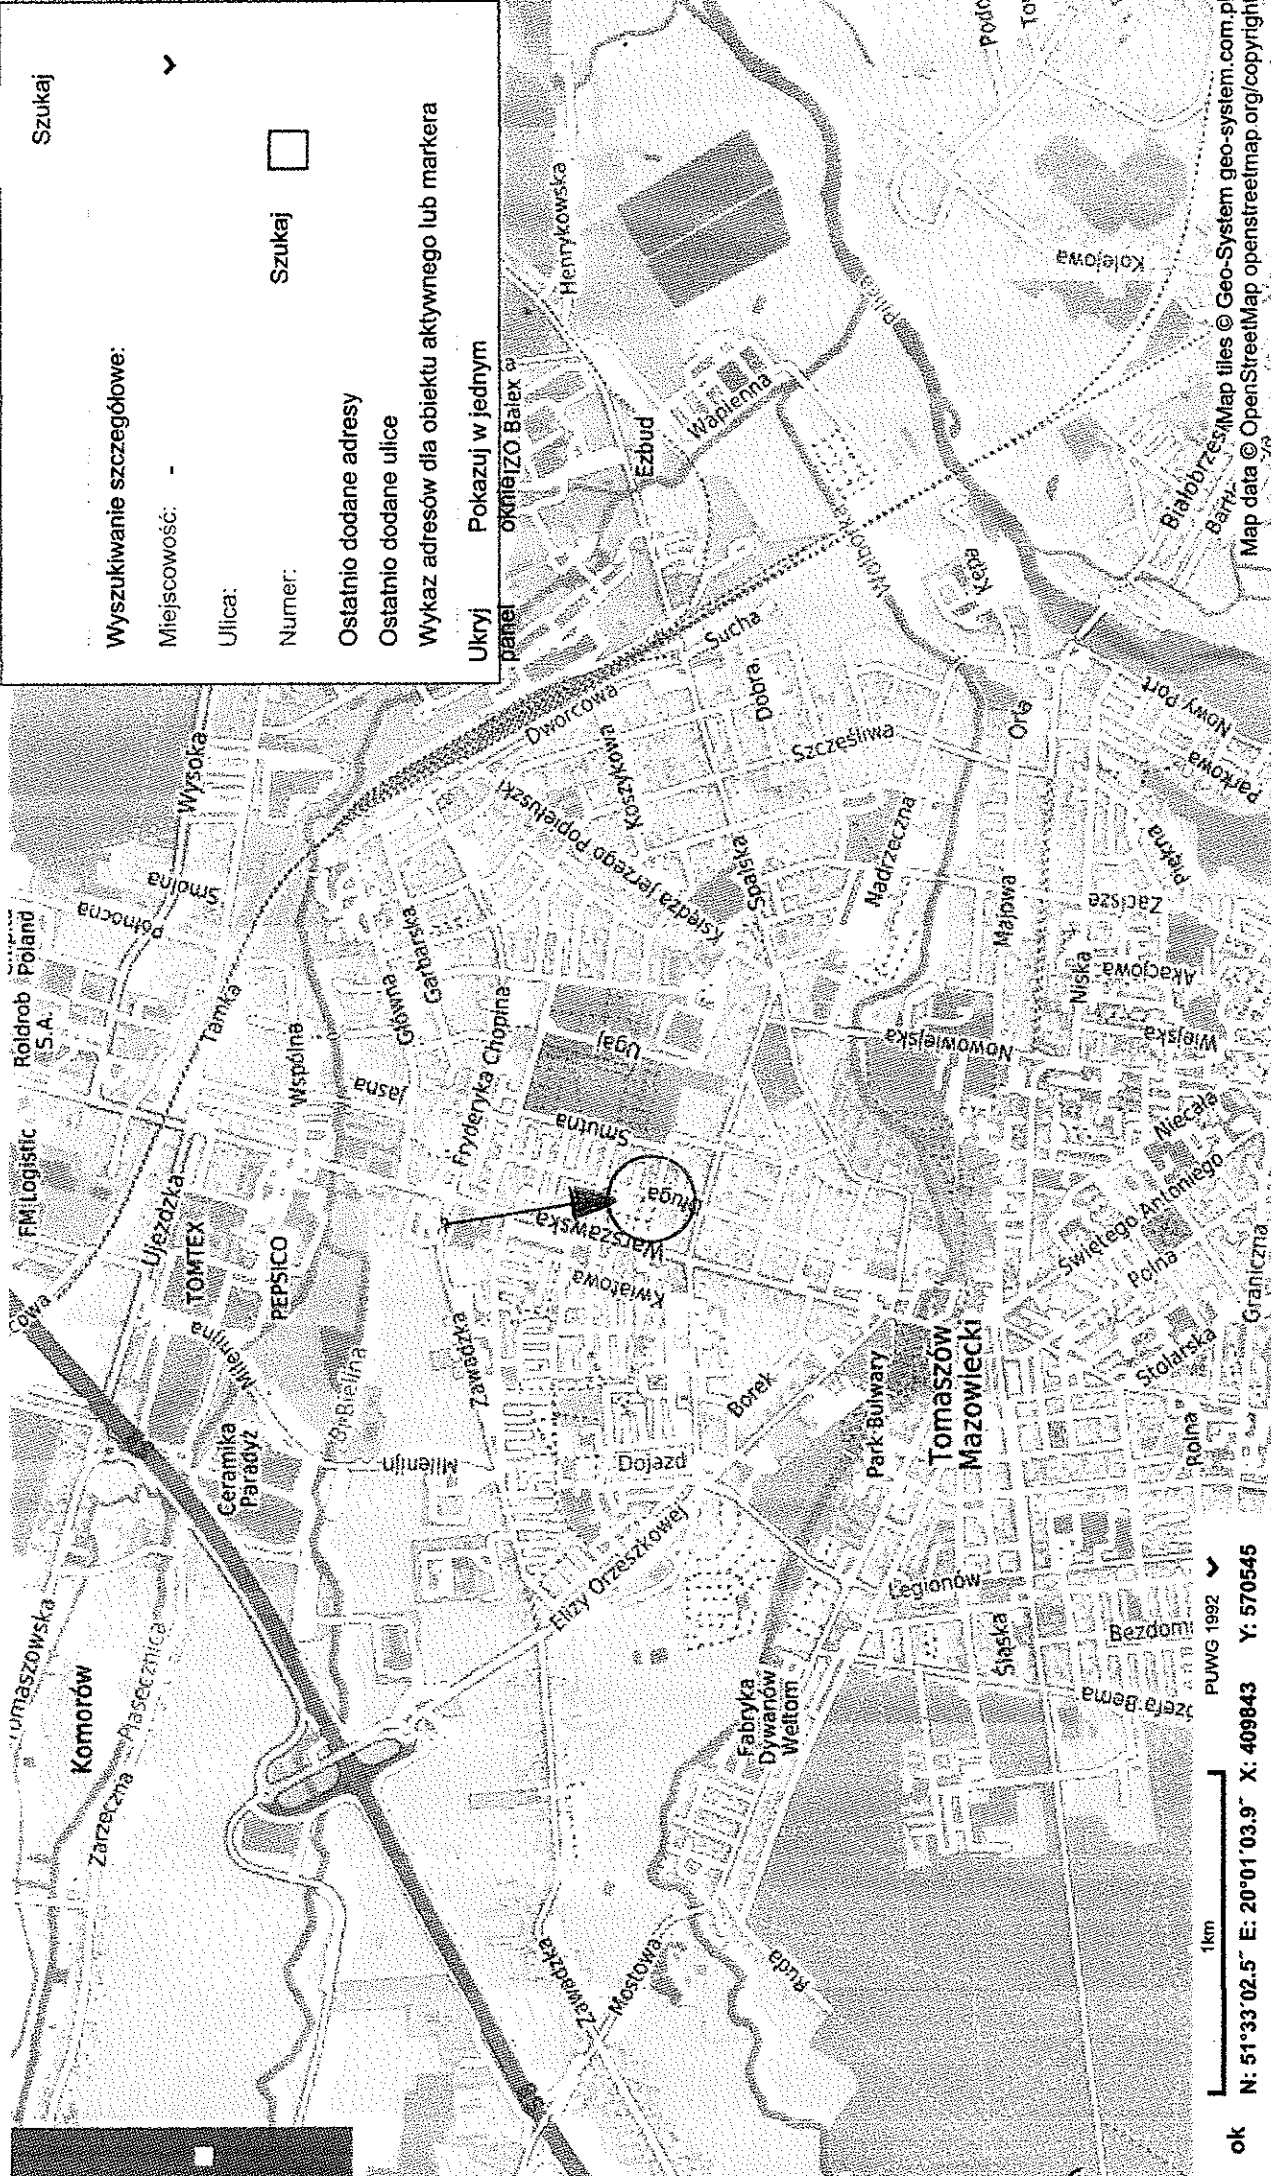 Szukaj
Wyszukiwanie szczegółowe:
Miejscowość: -
Ulica:
Numer:
Szukaj
Ostatnio dodane adresy
Ostatnio dodane ulice
Wykaz adresów dla obiektu aktywnego lub markera
Ukryj panel
Pokazuj w jednym oknie
IZO Balex
Komorów
Zarzeczna
Piasecznica
Ceramika
Paradyż
Milenijna
TOMTEX
PEPSICO
Ujezdzka
FM Logistic
Roldrob
S.A.
Poland
Północna
Smolna
Wysoka
Tamka
Wspólna
Jasna
Główna
Garbarska
Fryderyka Chopina
Zawadzka
Milenijn
Smutna
Ugaj
Warszawska
Długa
Kwiatowa
Borek
Elizy Orzeszkowej
Dworcowa
Księdza Jerzego Popiełuszki
Koszykowa
Sucha
Dobra
Szczęśliwa
Spalska
Nadrzeczna
Ezbud
Wapienna
Henrykowska
Pilica
Kolejowa
Wolbórka
Kępa
Orla
Nowy Port
Parkowa
Piękna
Zacisze
Majowa
Niska
Akacjowa
Wiejska
Nowowiejska
Niecała
Świętego Antoniego
Polna
Graniczna
Stolarska
Rolna
Park Bulwary
Tomaszów
Mazowiecki
Legionów
Śląska
Fabryka
Dywanów
Weltom
Zawadzka
Mostowa
Ruda
ok
1km
PUWG 1992
N: 51°33'02.5" E: 20°01'03.9" X: 409843 Y: 570545
Map tiles © Geo-System geo-system.com.pl
Map data © OpenStreetMap openstreetmap.org/copyright